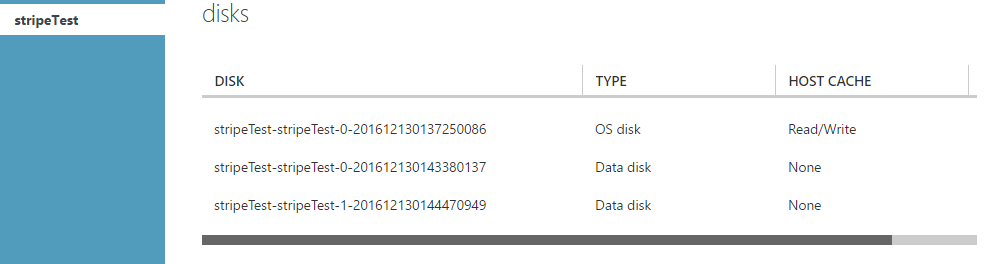 stripeTest
disks
DISK TYPE HOST CACHE
stripeTest-stripeTest-0-201612130137250086 OS disk Read/Write
stripeTest-stripeTest-0-201612130143380137 Data disk None
stripeTest-stripeTest-1-201612130144470949 Data disk None